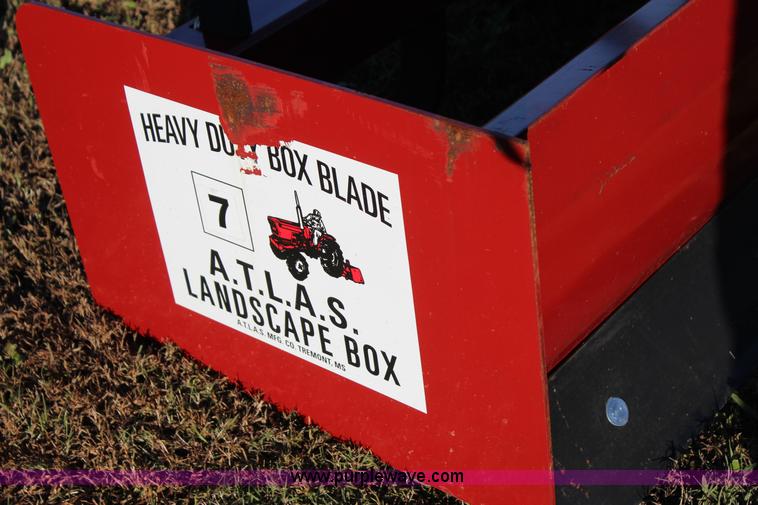 HEAVY DUTY BOX BLADE
7
A.T.L.A.S.
LANDSCAPE BOX
A.T.L.A.S. MFG. CO. TREMONT, MS
www.purplewave.com